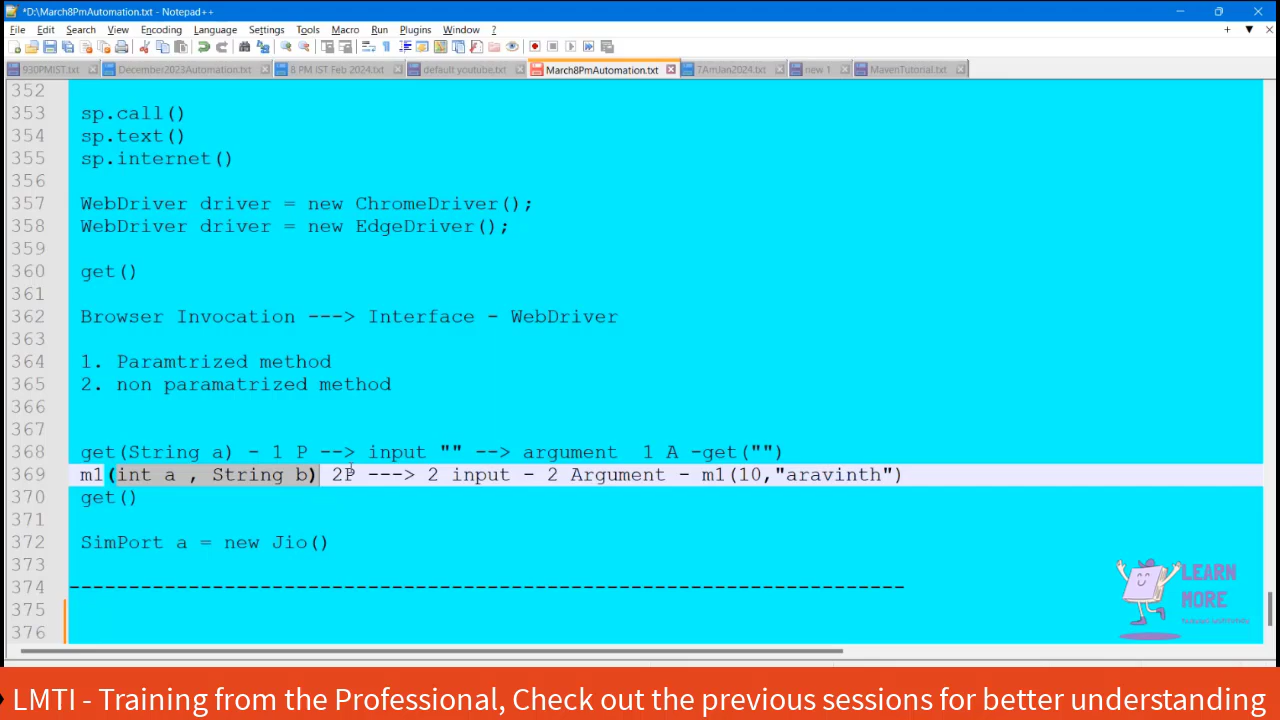 *D:\March8PmAutomation.txt - Notepad++
File Edit Search View Encoding Language Settings Tools Macro Run Plugins Window ?
930PMIST.txt December2023Automation.txt 8 PM IST Feb 2024.txt default youtube.txt March8PmAutomation.txt 7AmJan2024.txt new 1 MavenTutorial.txt
352
353 sp.call()
354 sp.text()
355 sp.internet()
356
357 WebDriver driver = new ChromeDriver();
358 WebDriver driver = new EdgeDriver();
359
360 get()
361
362 Browser Invocation ---> Interface - WebDriver
363
364 1. Paramtrized method
365 2. non paramatrized method
366
367
368 get(String a) - 1 P --> input "" --> argument  1 A -get("")
369 m1(int a , String b) 2P ---> 2 input - 2 Argument - m1(10,"aravinth")
370 get()
371
372 SimPort a = new Jio()
373
374 ----------------------------------------------------------------------
375
376
LEARN
MORE
LMTI - Training from the Professional, Check out the previous sessions for better understanding